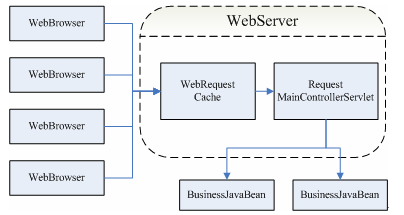 WebServer
WebBrowser
WebBrowser
WebBrowser
WebBrowser
WebRequest
Cache
Request
MainControllerServlet
BusinessJavaBean
BusinessJavaBean